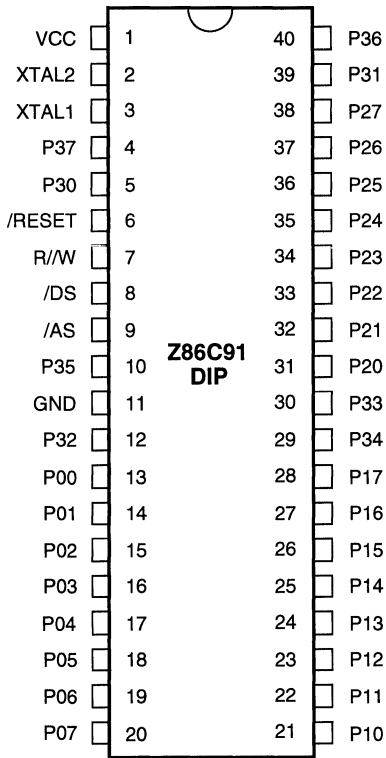 VCC 1 40 P36
XTAL2 2 39 P31
XTAL1 3 38 P27
P37 4 37 P26
P30 5 36 P25
/RESET 6 35 P24
R//W 7 34 P23
/DS 8 33 P22
/AS 9 32 P21
Z86C91
P35 10 31 P20
DIP
GND 11 30 P33
P32 12 29 P34
P00 13 28 P17
P01 14 27 P16
P02 15 26 P15
P03 16 25 P14
P04 17 24 P13
P05 18 23 P12
P06 19 22 P11
P07 20 21 P10